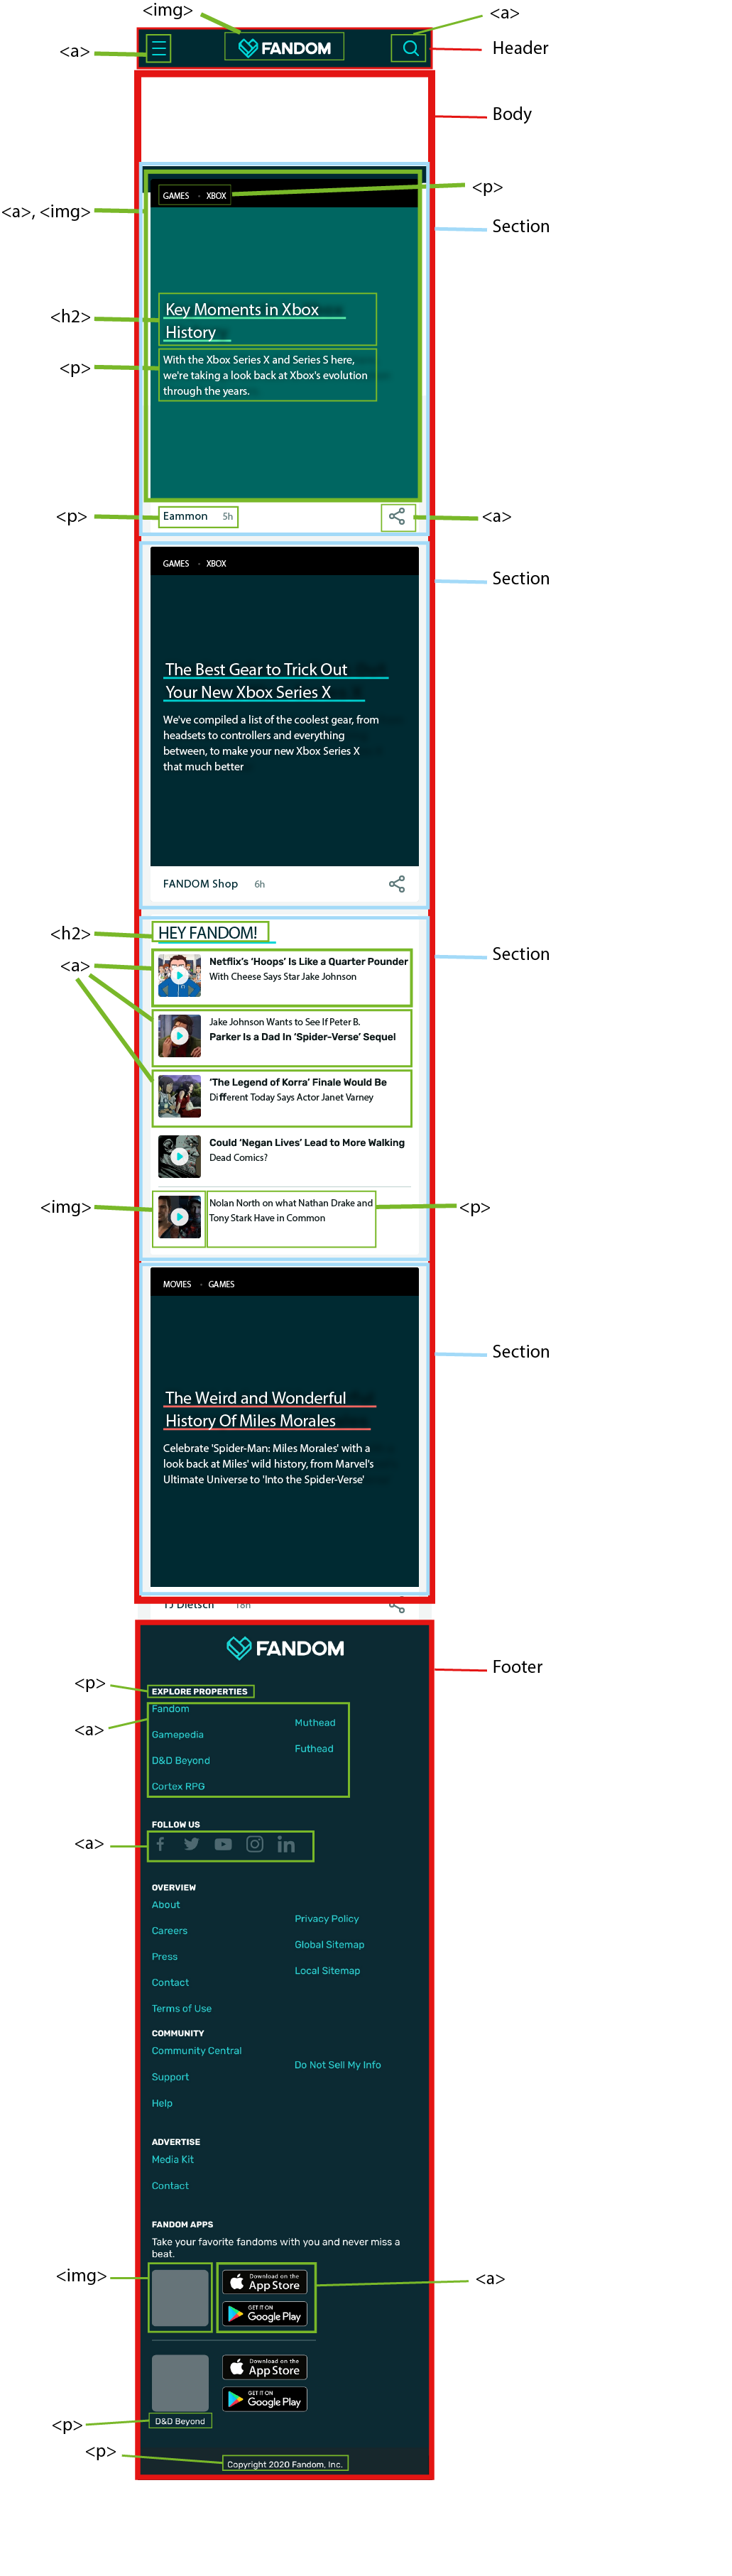 <img>
<a>
<a>
FANDOM
Header
Body
<p>
GAMES · XBOX
<a>, <img>
Section
<h2>
Key Moments in Xbox
History
<p>
With the Xbox Series X and Series S here,
we're taking a look back at Xbox's evolution
through the years.
<p>
Eammon 5h
<a>
GAMES · XBOX
Section
The Best Gear to Trick Out
Your New Xbox Series X
We've compiled a list of the coolest gear, from
headsets to controllers and everything
between, to make your new Xbox Series X
that much better
FANDOM Shop 6h
<h2>
HEY FANDOM!
Section
<a>
Netflix's 'Hoops' Is Like a Quarter Pounder
With Cheese Says Star Jake Johnson
Jake Johnson Wants to See If Peter B.
Parker Is a Dad In 'Spider-Verse' Sequel
'The Legend of Korra' Finale Would Be
Different Today Says Actor Janet Varney
Could 'Negan Lives' Lead to More Walking
Dead Comics?
<img>
Nolan North on what Nathan Drake and
Tony Stark Have in Common
<p>
MOVIES · GAMES
Section
The Weird and Wonderful
History Of Miles Morales
Celebrate 'Spider-Man: Miles Morales' with a
look back at Miles' wild history, from Marvel's
Ultimate Universe to 'Into the Spider-Verse'
TJ Dietsch 18h
FANDOM
Footer
<p>
EXPLORE PROPERTIES
<a>
Fandom
Muthead
Gamepedia
Futhead
D&D Beyond
Cortex RPG
FOLLOW US
<a>
OVERVIEW
About
Privacy Policy
Careers
Global Sitemap
Press
Local Sitemap
Contact
Terms of Use
COMMUNITY
Community Central
Do Not Sell My Info
Support
Help
ADVERTISE
Media Kit
Contact
FANDOM APPS
Take your favorite fandoms with you and never miss a
beat.
<img>
Download on the
App Store
<a>
GET IT ON
Google Play
Download on the
App Store
GET IT ON
Google Play
<p>
D&D Beyond
<p>
Copyright 2020 Fandom, Inc.